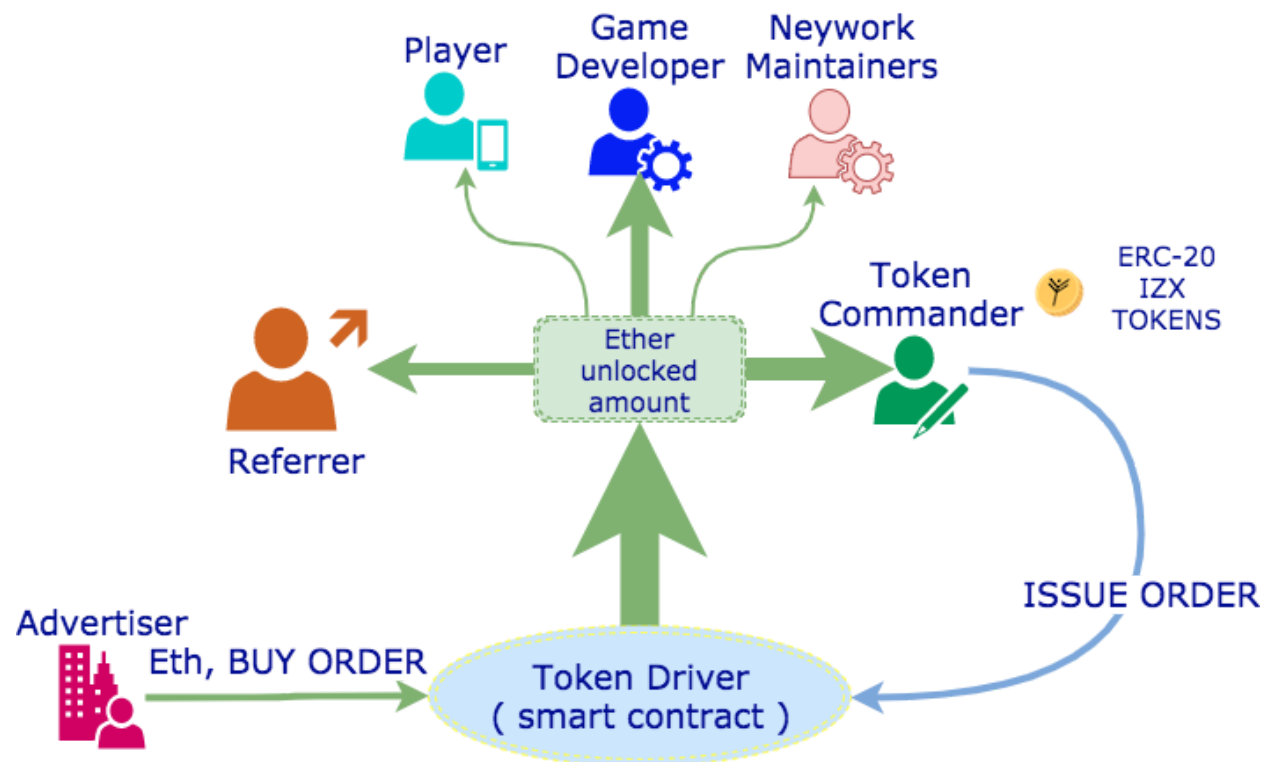 Player
Game
Developer
Neywork
Maintainers
Token
Commander
ERC-20
IZX
TOKENS
Ether
unlocked
amount
Referrer
ISSUE ORDER
Advertiser
Eth, BUY ORDER
Token Driver
( smart contract )